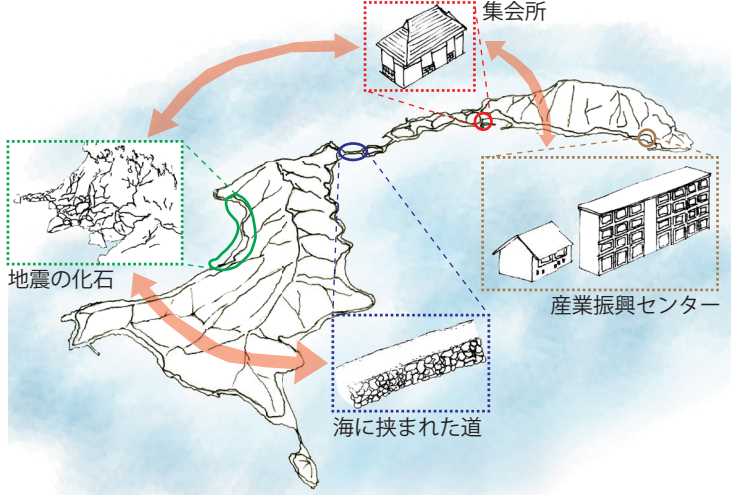 集会所
地震の化石
産業振興センター
海に挟まれた道